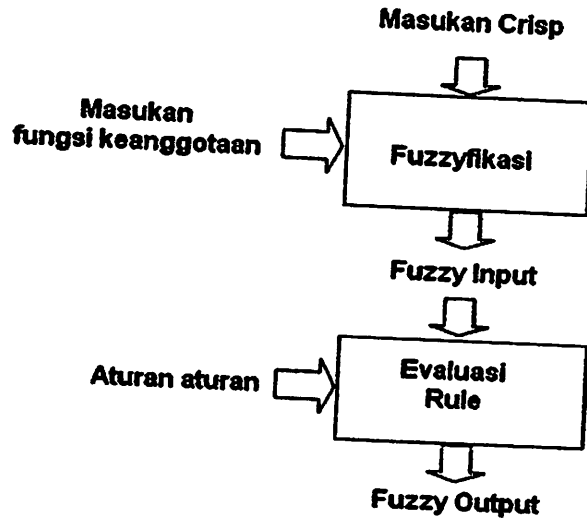 Masukan Crisp
Masukan
fungsi keanggotaan
Fuzzyfikasi
Fuzzy Input
Aturan aturan
Evaluasi
Rule
Fuzzy Output